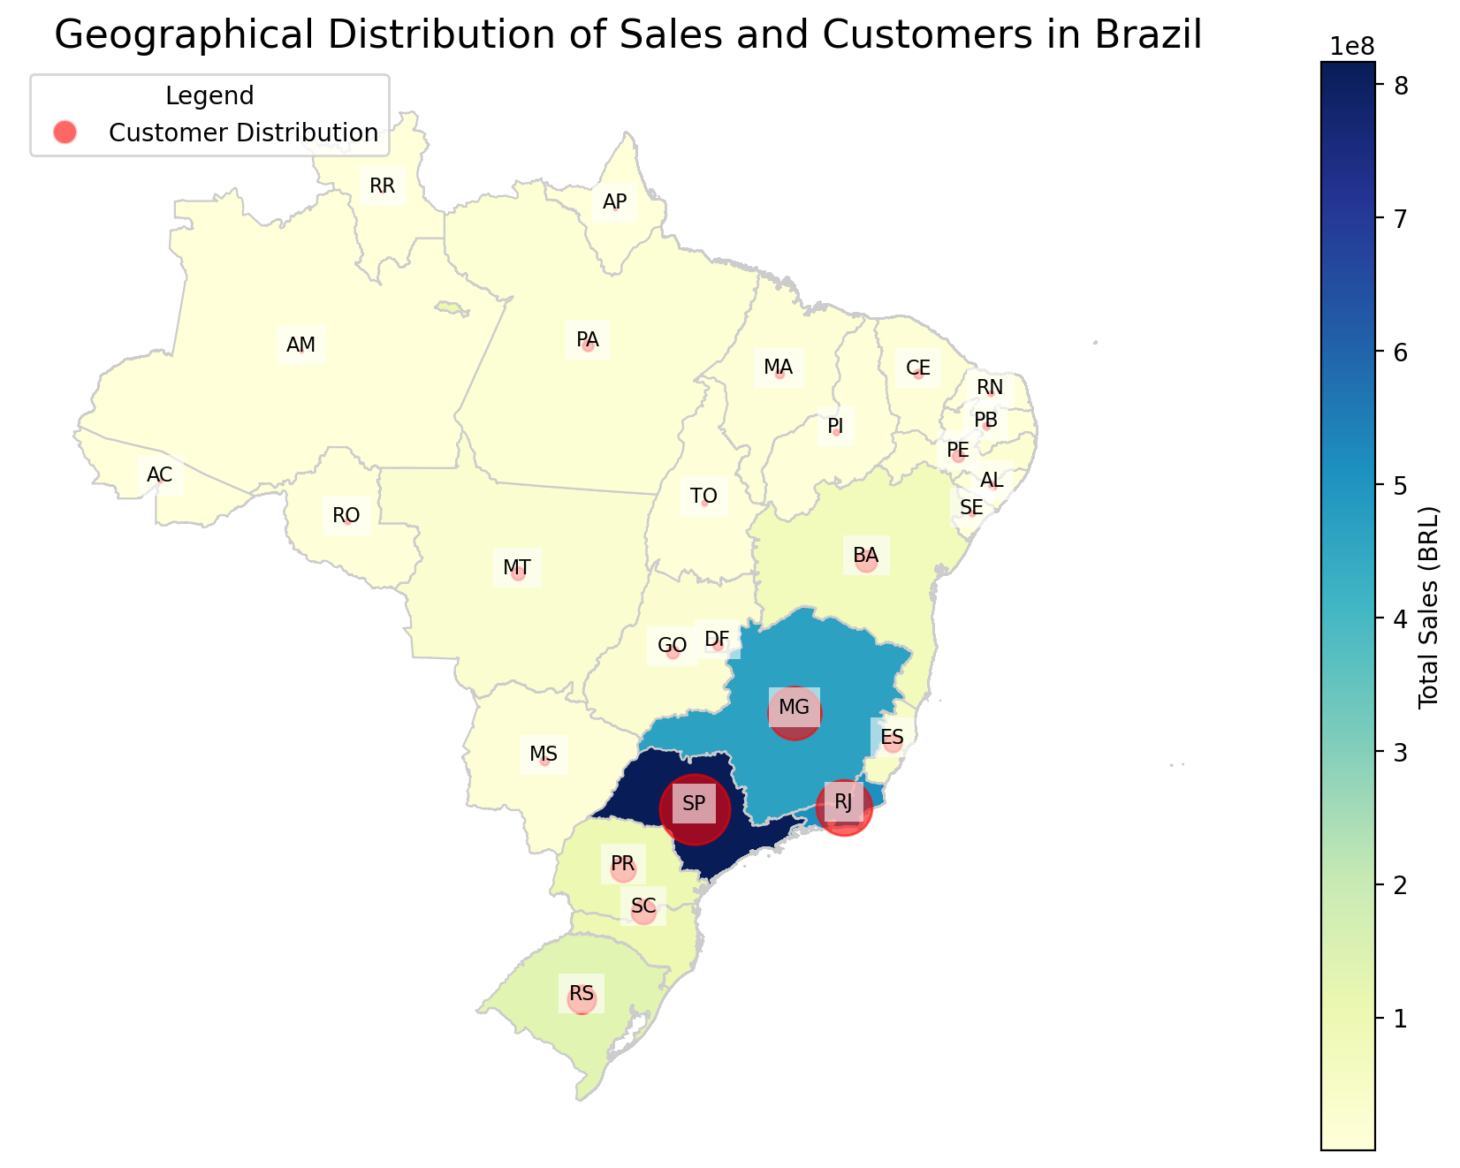 Geographical Distribution of Sales and Customers in Brazil
1e8
Legend
Customer Distribution
RR
AP
AM
PA
MA
CE
RN
PI
PB
PE
AC
AL
TO
SE
RO
BA
MT
GO
DF
MG
ES
MS
SP
RJ
PR
SC
RS
8
7
6
5
4
3
2
1
Total Sales (BRL)